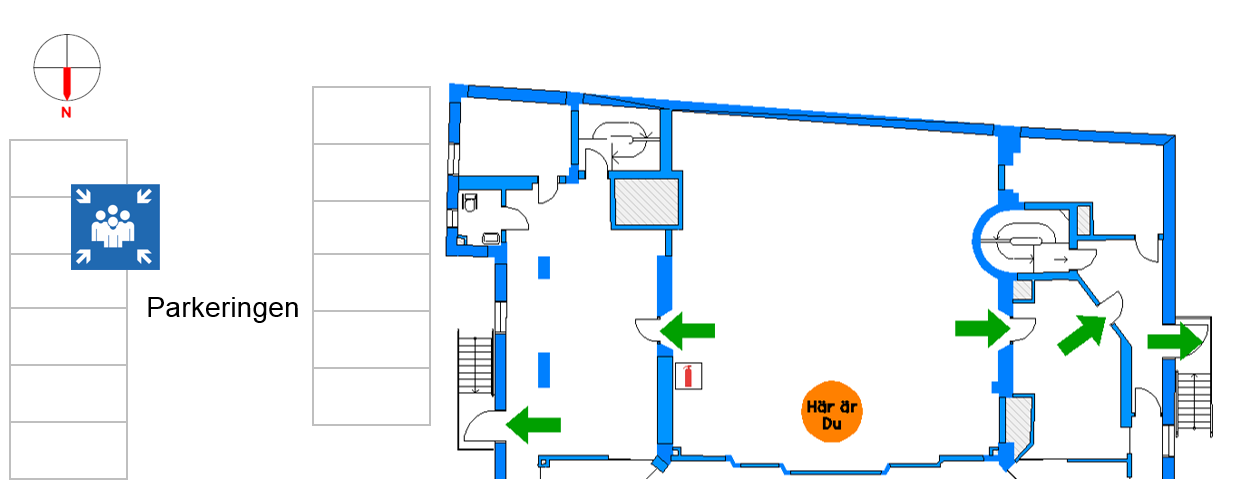 N
Parkeringen
Här är
Du